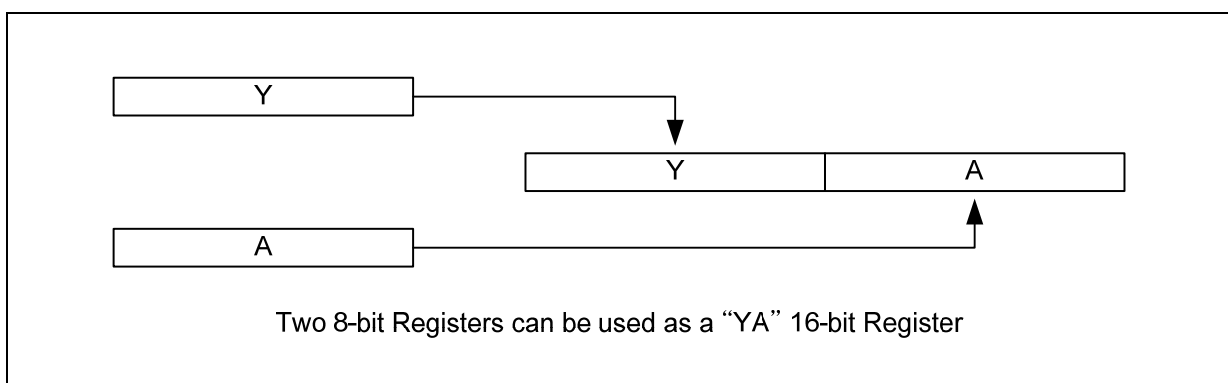 Y
Y
A
A
Two 8-bit Registers can be used as a “YA” 16-bit Register